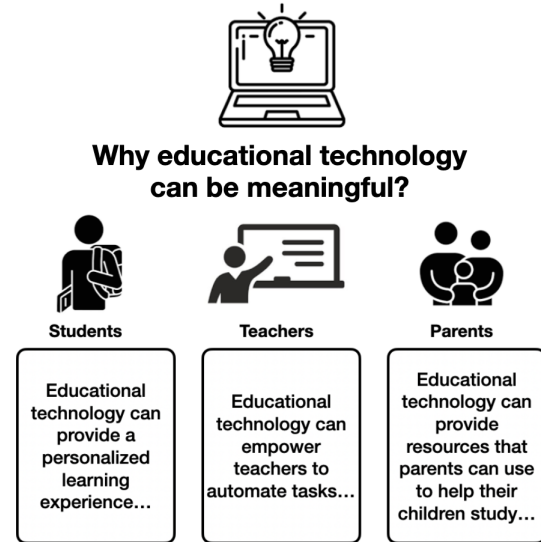 Why educational technology
can be meaningful?
Students
Teachers
Parents
Educational
technology can
provide a
personalized
learning
experience...
Educational
technology can
empower
teachers to
automate tasks...
Educational
technology can
provide
resources that
parents can use
to help their
children study...